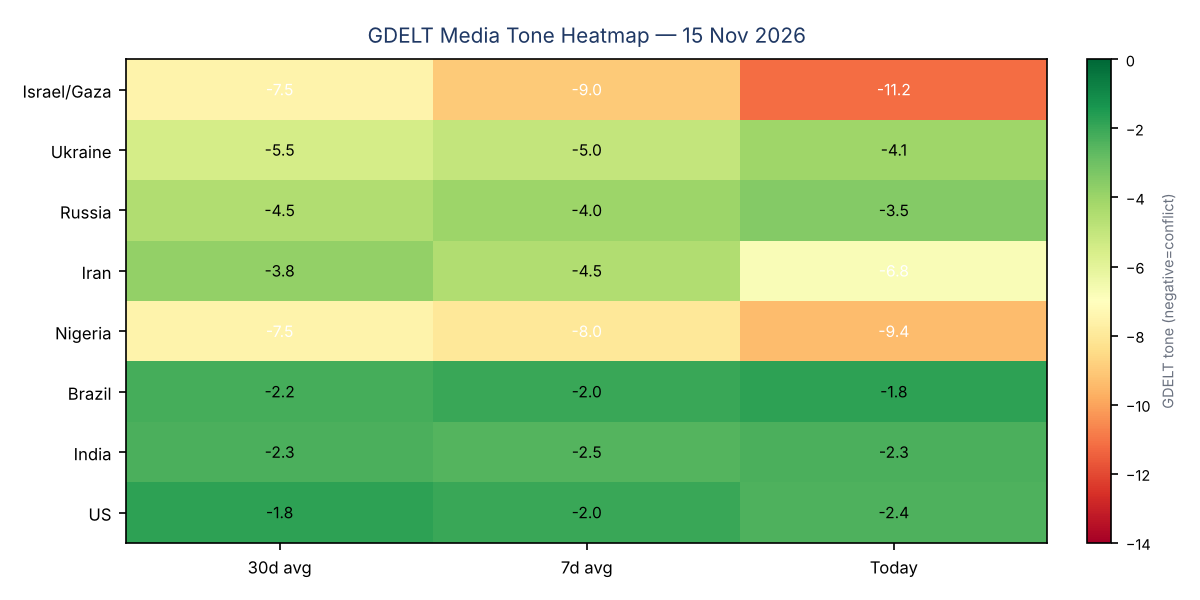 GDELT Media Tone Heatmap — 15 Nov 2026
Israel/Gaza -7.5 -9.0 -11.2
Ukraine -5.5 -5.0 -4.1
Russia -4.5 -4.0 -3.5
Iran -3.8 -4.5 -6.8
Nigeria -7.5 -8.0 -9.4
Brazil -2.2 -2.0 -1.8
India -2.3 -2.5 -2.3
US -1.8 -2.0 -2.4
30d avg 7d avg Today
0
−2
−4
−6
−8
−10
−12
−14
GDELT tone (negative=conflict)